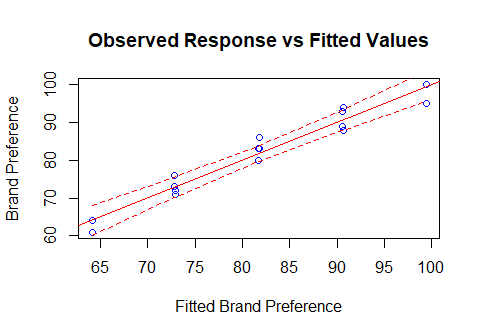 Observed Response vs Fitted Values
Brand Preference
100
90
80
70
60
65 70 75 80 85 90 95 100
Fitted Brand Preference